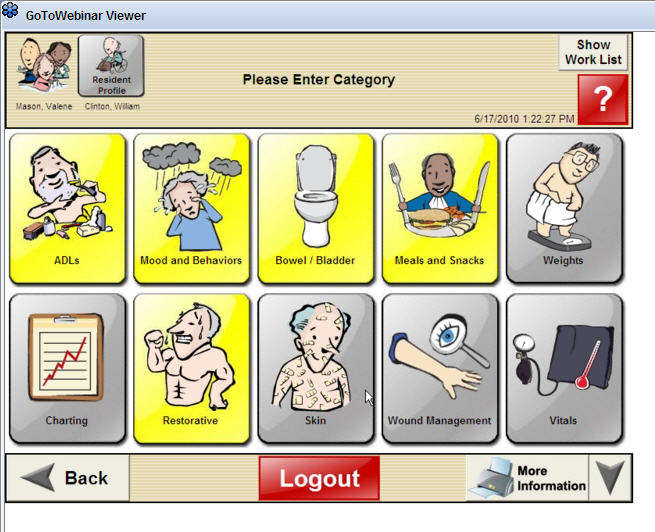 GoToWebinar Viewer
Resident
Profile
Mason, Valene
Clinton, William
Please Enter Category
Show
Work List
?
6/17/2010 1:22:27 PM
ADLs
Mood and Behaviors
Bowel / Bladder
Meals and Snacks
Weights
Charting
Restorative
Skin
Wound Management
Vitals
Back
Logout
More
Information